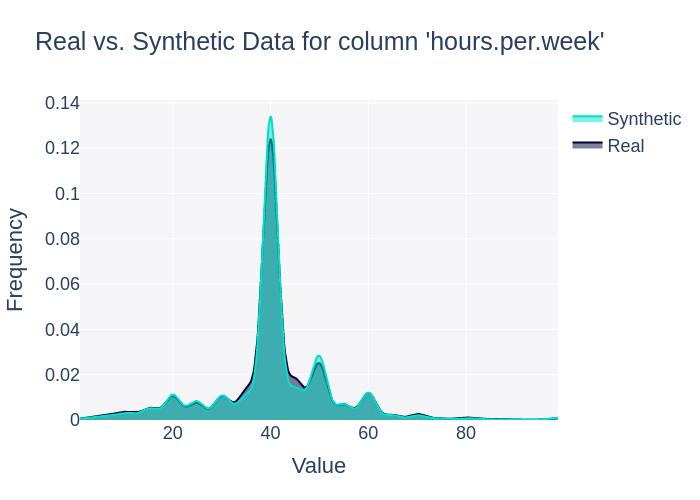 Real vs. Synthetic Data for column 'hours.per.week'
0.14
0.12
0.1
0.08
0.06
0.04
0.02
0
20
40
60
80
Frequency
Value
Synthetic
Real